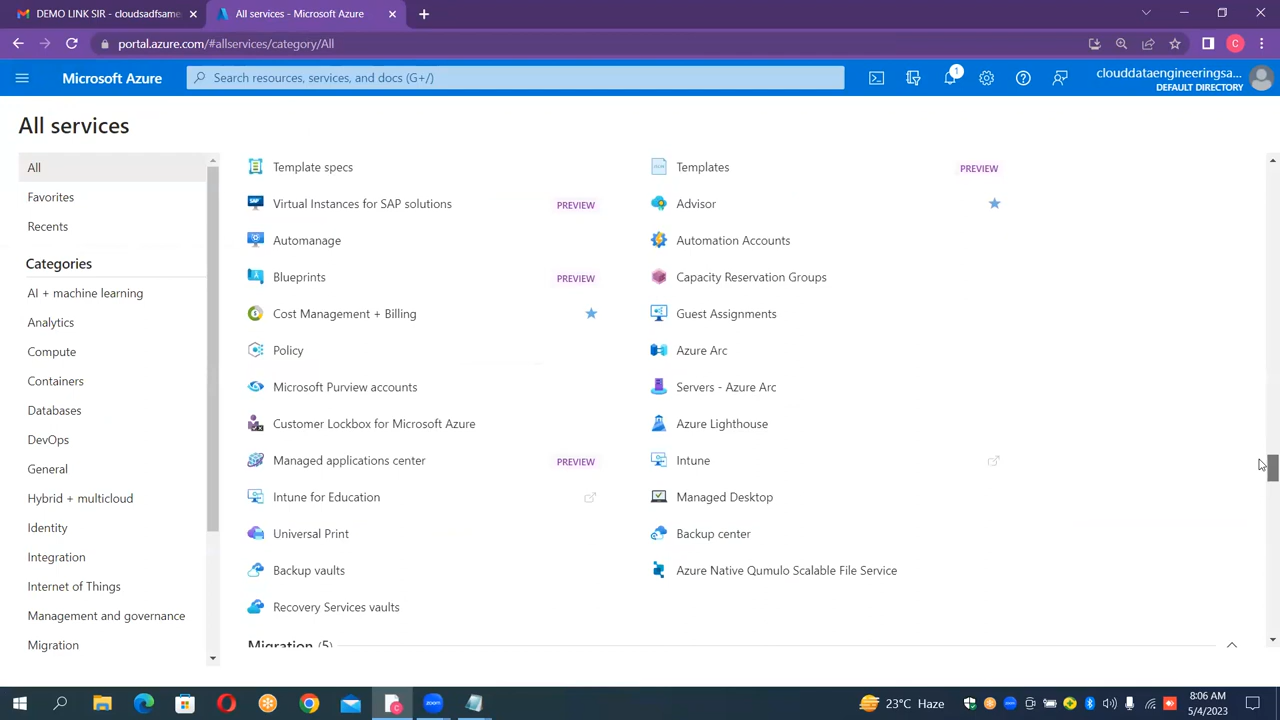 DEMO LINK SIR - cloudsadfsame
All services - Microsoft Azure
portal.azure.com/#allservices/category/All
Microsoft Azure
Search resources, services, and docs (G+/)
1
clouddataengineeringsa...
DEFAULT DIRECTORY
C
All services
All
Favorites
Recents
Categories
AI + machine learning
Analytics
Compute
Containers
Databases
DevOps
General
Hybrid + multicloud
Identity
Integration
Internet of Things
Management and governance
Migration
Template specs
Templates PREVIEW
Virtual Instances for SAP solutions PREVIEW
Advisor
Automanage
Automation Accounts
Blueprints PREVIEW
Capacity Reservation Groups
Cost Management + Billing
Guest Assignments
Policy
Azure Arc
Microsoft Purview accounts
Servers - Azure Arc
Customer Lockbox for Microsoft Azure
Azure Lighthouse
Managed applications center PREVIEW
Intune
Intune for Education
Managed Desktop
Universal Print
Backup center
Backup vaults
Azure Native Qumulo Scalable File Service
Recovery Services vaults
Migration (5)
zoom
23°C Haze
8:06 AM
5/4/2023